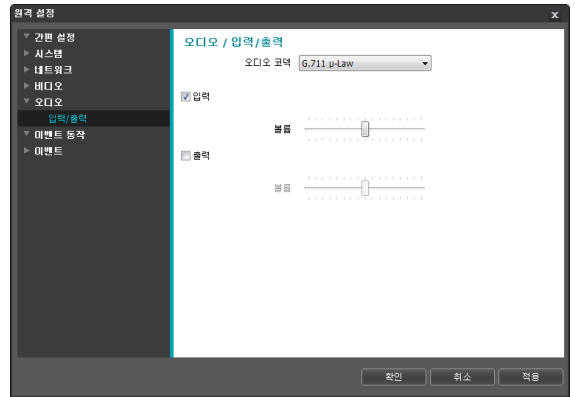 원격 설정
x
간편 설정
시스템
네트워크
비디오
오디오
입력/출력
이벤트 동작
이벤트
오디오 / 입력/출력
오디오 코덱 G.711 μ-Law
입력
볼륨
출력
볼륨
확인 취소 적용